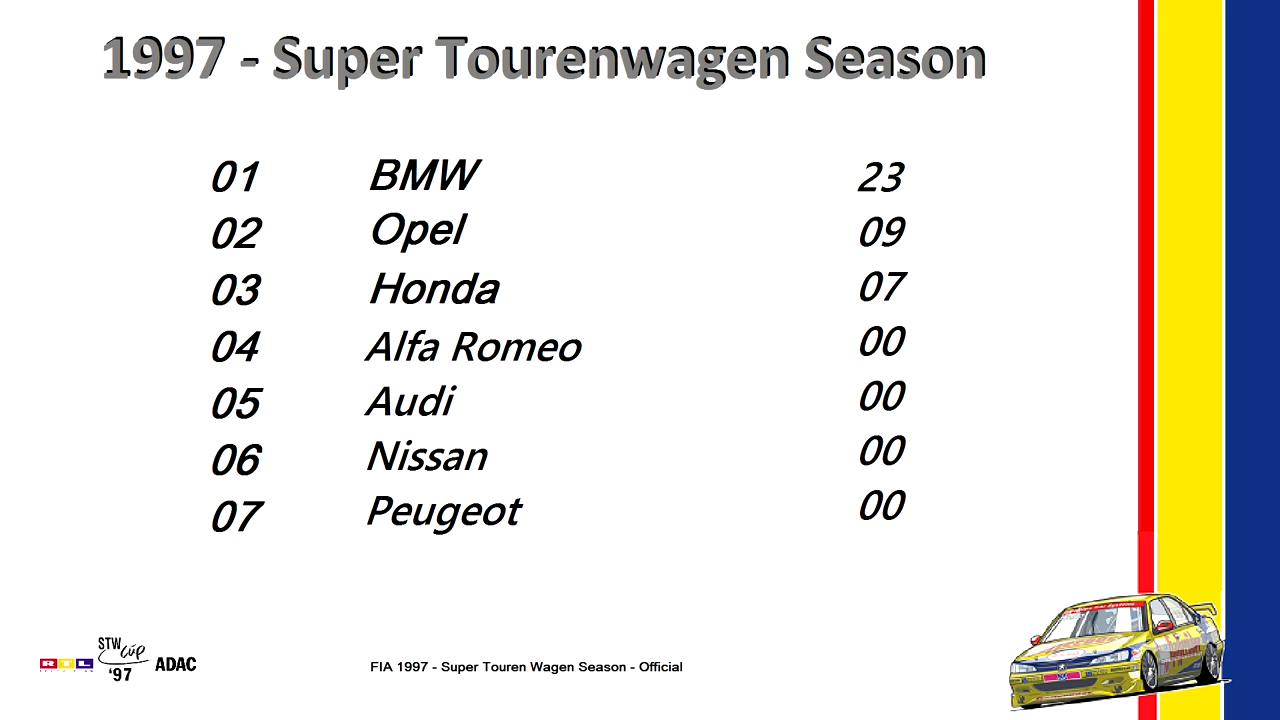 1997 - Super Tourenwagen Season
01 BMW 23
02 Opel 09
03 Honda 07
04 Alfa Romeo 00
05 Audi 00
06 Nissan 00
07 Peugeot 00
STW
cup
'97
RTL
ADAC
FIA 1997 - Super Touren Wagen Season - Official